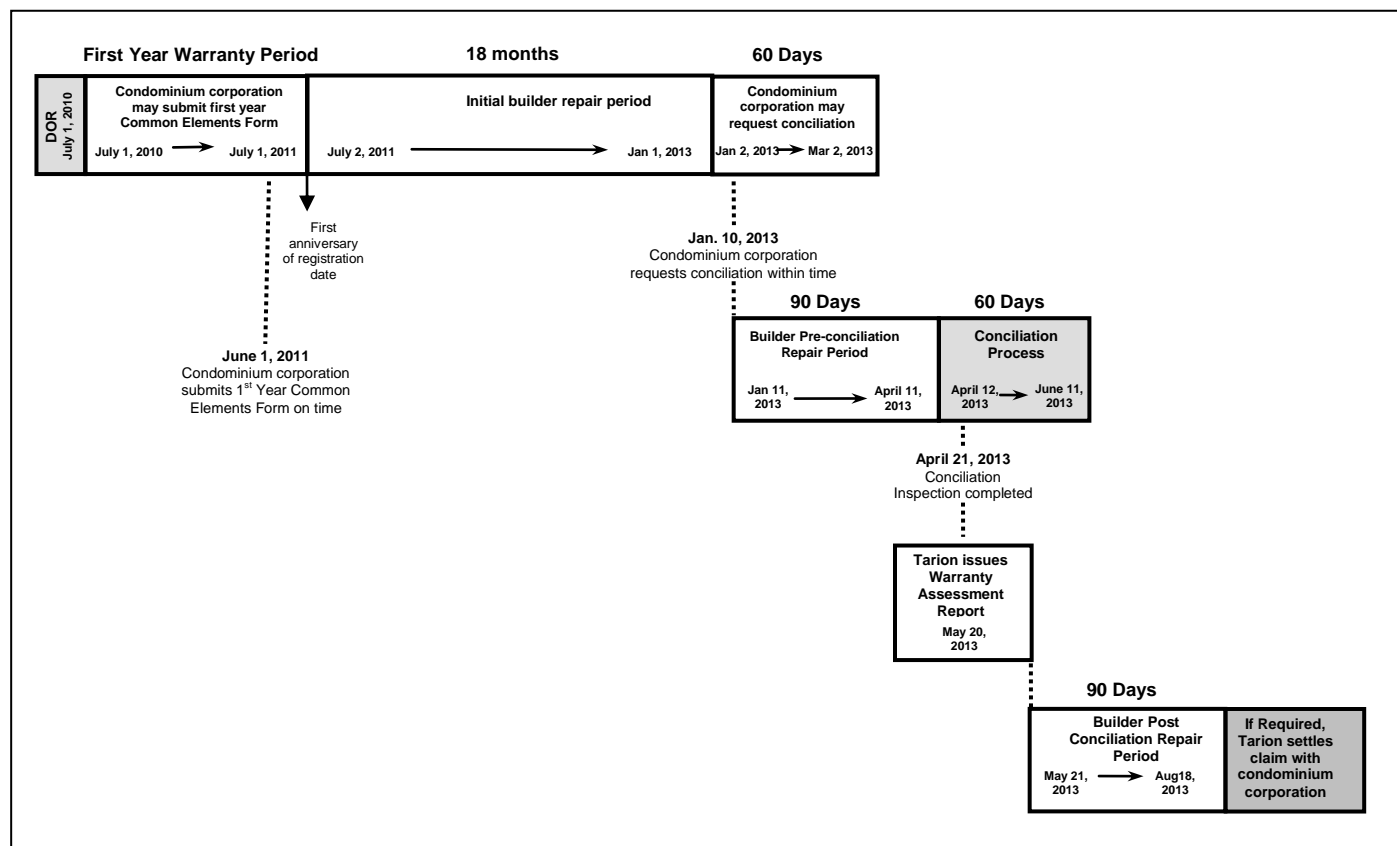 First Year Warranty Period
18 months
60 Days
DOR
July 1, 2010
Condominium corporation
may submit first year
Common Elements Form
July 1, 2010
July 1, 2011
Initial builder repair period
July 2, 2011
Jan 1, 2013
Condominium
corporation may
request conciliation
Jan 2, 2013
Mar 2, 2013
First
anniversary
of registration
date
June 1, 2011
Condominium corporation
submits 1st Year Common
Elements Form on time
Jan. 10, 2013
Condominium corporation
requests conciliation within time
90 Days
60 Days
Builder Pre-conciliation
Repair Period
Jan 11,
2013
April 11,
2013
Conciliation
Process
April 12,
2013
June 11,
2013
April 21, 2013
Conciliation
Inspection completed
Tarion issues
Warranty
Assessment
Report
May 20,
2013
90 Days
Builder Post
Conciliation Repair
Period
May 21,
2013
Aug18,
2013
If Required,
Tarion settles
claim with
condominium
corporation